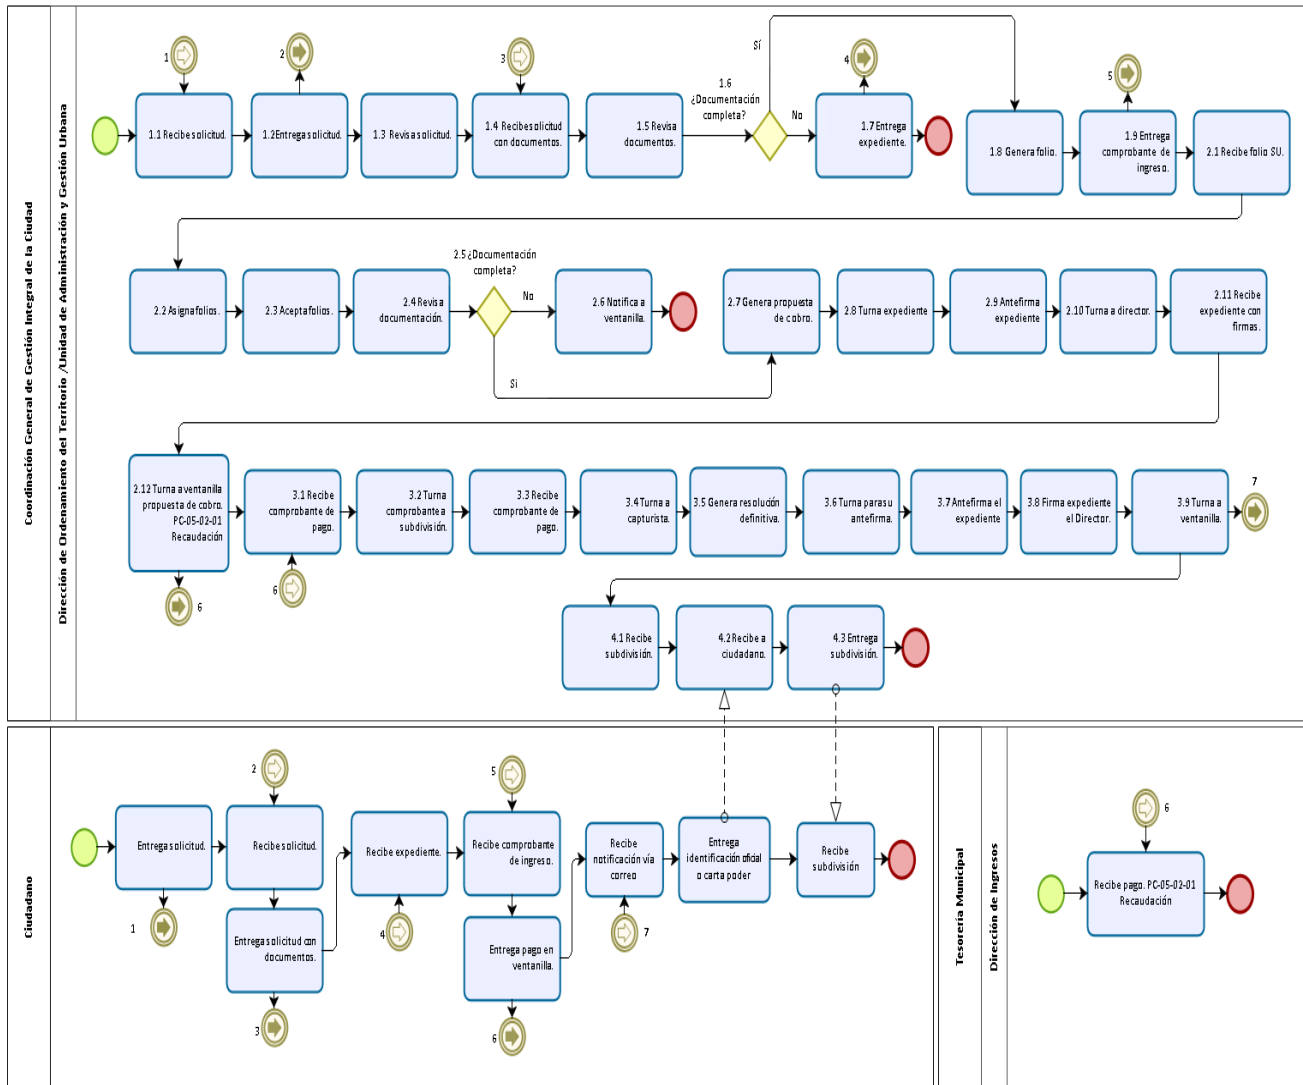 Coordinación General de Gestión Integral de la Ciudad
Dirección de Ordenamiento del Territorio /Unidad de Administración y Gestión Urbana
1
2
3
4
5
Sí
1.1 Recibe solicitud.
1.2Entrega solicitud.
1.3 Revisa solicitud.
1.4 Recibe solicitud
con documentos.
1.5 Revisa
documentos.
1.6
¿Documentación
completa?
No
1.7 Entrega
expediente.
1.8 Genera folio.
1.9 Entrega
comprobante de
ingreso.
2.1 Recibe folio SU.
2.2 Asigna folios.
2.3 Acepta folios.
2.4 Revisa
documentación.
2.5 ¿Documentación
completa?
No
Si
2.6 Notifica a
ventanilla.
2.7 Genera propuesta
de cobro.
2.8 Turna expediente
2.9 Antefirma
expediente
2.10 Turna a director.
2.11 Recibe
expediente con
firmas.
2.12 Turna a ventanilla
propuesta de cobro.
PC-05-02-01
Recaudación
6
3.1 Recibe
comprobante de
pago.
6
3.2 Turna
comprobante a
subdivisión.
3.3 Recibe
comprobante de
pago.
3.4 Turna a
capturista.
3.5 Genera resolución
definitiva.
3.6 Turna para su
antefirma.
3.7 Antefirma el
expediente
3.8 Firma expediente
el Director.
3.9 Turna a
ventanilla.
7
4.1 Recibe
subdivisión.
4.2 Recibe a
ciudadano.
4.3 Entrega
subdivisión.
Ciudadano
Entrega solicitud.
1
2
Recibe solicitud.
Entrega solicitud con
documentos.
3
Recibe expediente.
4
5
Recibe comprobante
de ingreso.
Entrega pago en
ventanilla.
6
Recibe
notificación vía
correo
7
Entrega
identificación oficial
o carta poder
Recibe
subdivisión
Tesorería Municipal
Dirección de Ingresos
6
Recibe pago. PC-05-02-01
Recaudación